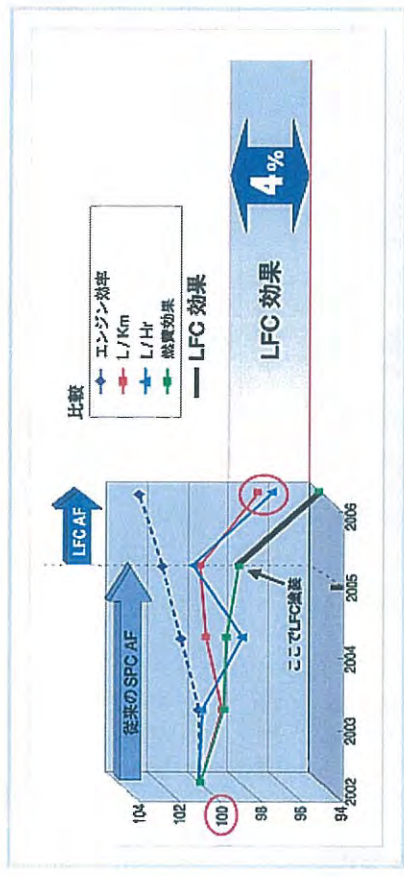 従来のSPC AF
LFC AF
比較
エンジン効率
L / Km
L / Hr
燃費効果
LFC 効果
104
102
100
98
96
94
2002
2003
2004
2005
2006
ここでLFC塗装
LFC 効果
4%